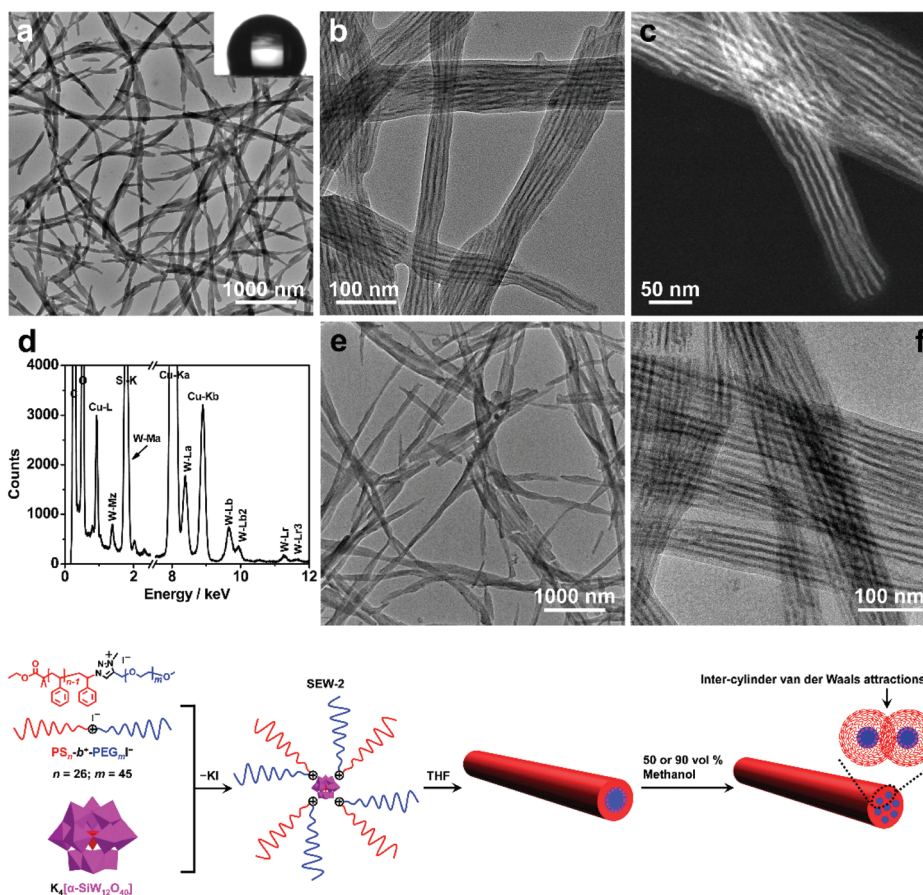 a
1000 nm
b
100 nm
c
50 nm
d
4000
3000
2000
1000
0
Counts
C
O
Cu-L
W-Mz
Si-K
W-Ma
Cu-Ka
W-La
Cu-Kb
W-Lb
W-Lb2
W-Lr
W-Lr3
0 2 8 10 12
Energy / keV
e
1000 nm
f
100 nm
O O N N N + I⁻ O O
n-1 m
I⁻
PSn-b⁺-PEGmI⁻
n = 26; m = 45
K₄[α-SiW₁₂O₄₀]
−KI
SEW-2
THF
50 or 90 vol %
Methanol
Inter-cylinder van der Waals attractions